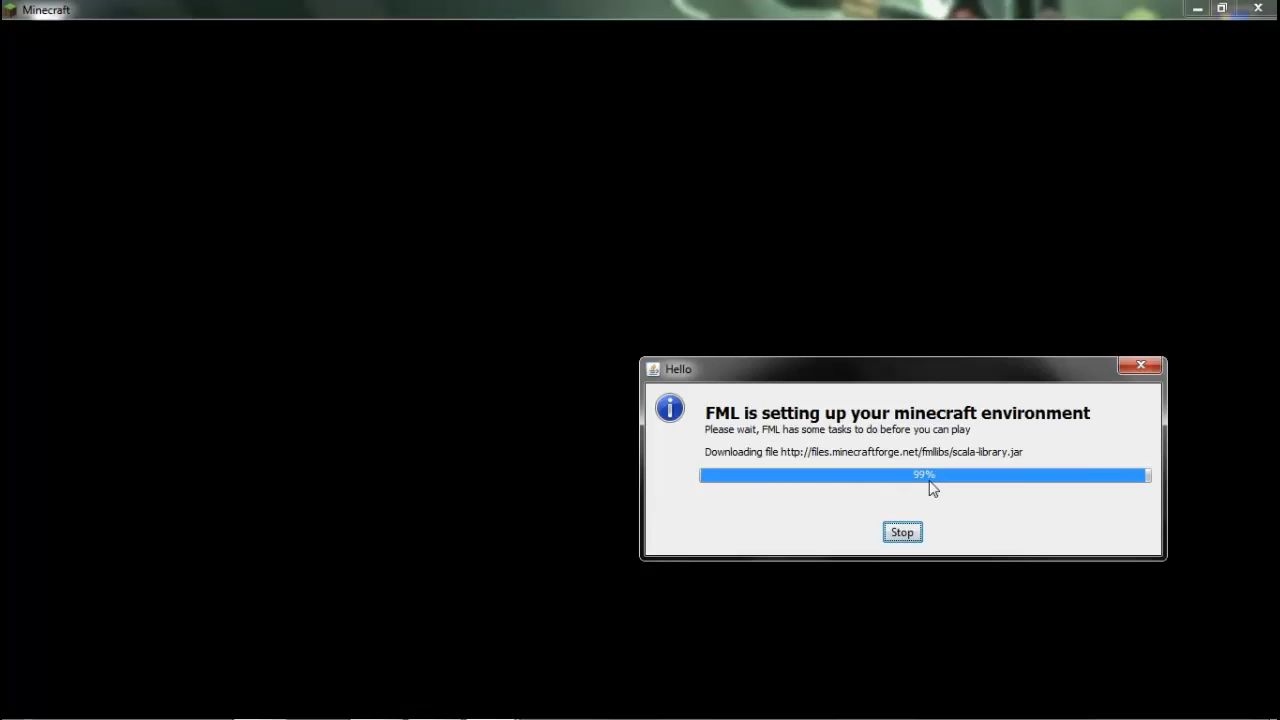 Minecraft
Hello
FML is setting up your minecraft environment
Please wait, FML has some tasks to do before you can play
Downloading file http://files.minecraftforge.net/fmllibs/scala-library.jar
99%
Stop